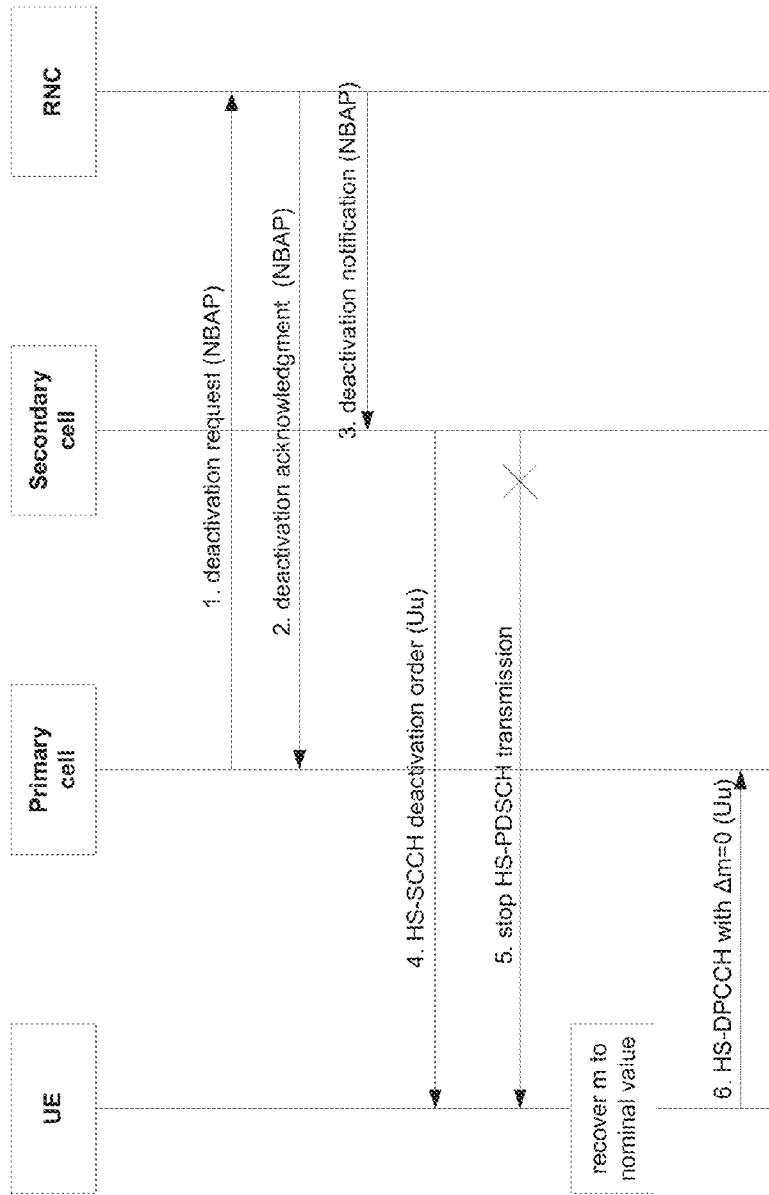 UE
Primary
cell
Secondary
cell
RNC
1. deactivation request (NBAP)
2. deactivation acknowledgment (NBAP)
3. deactivation notification (NBAP)
4. HS-SCCH deactivation order (Uu)
5. stop HS-PDSCH transmission
recover m to
nominal value
6. HS-DPCCH with Δm=0 (Uu)